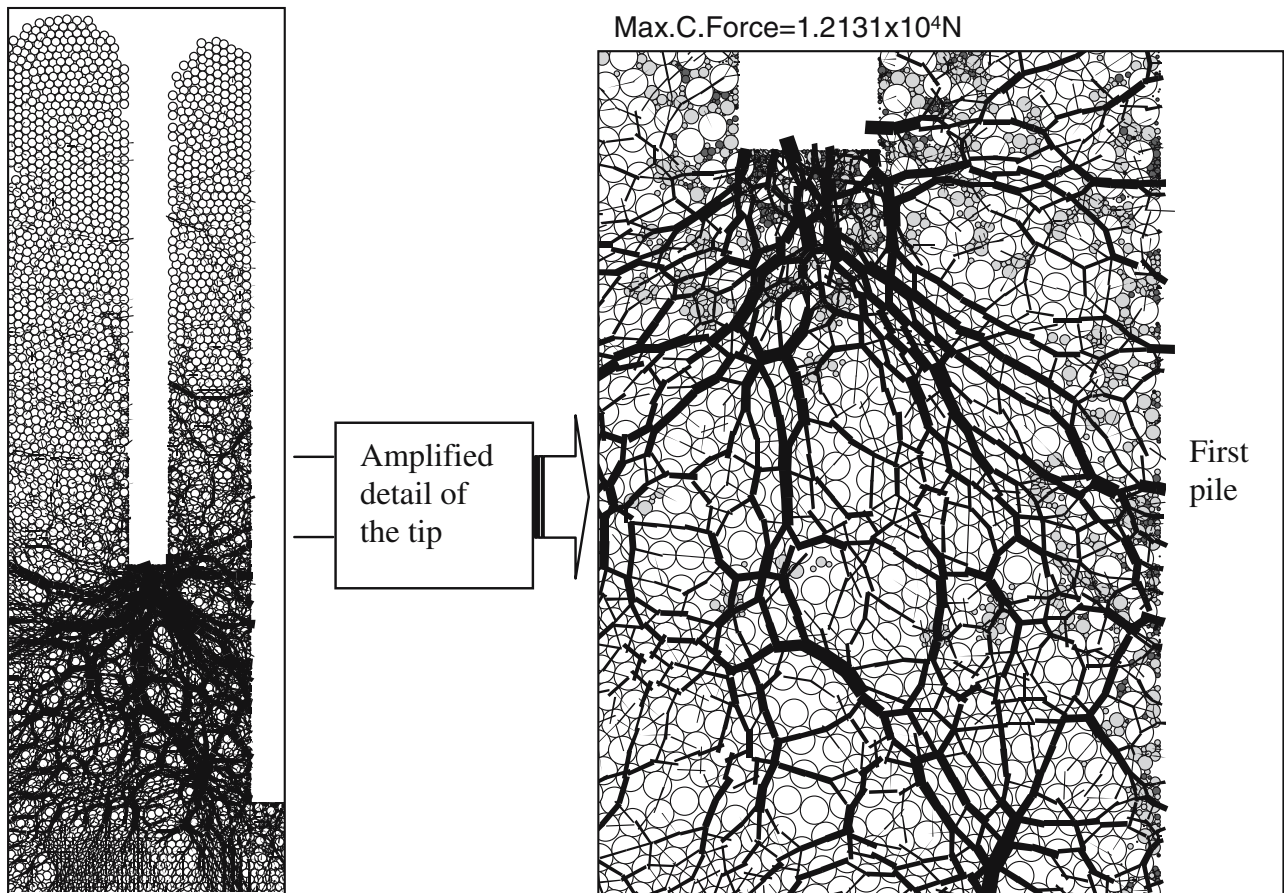 Max.C.Force=1.2131x10⁴N
Amplified
detail of
the tip
First
pile